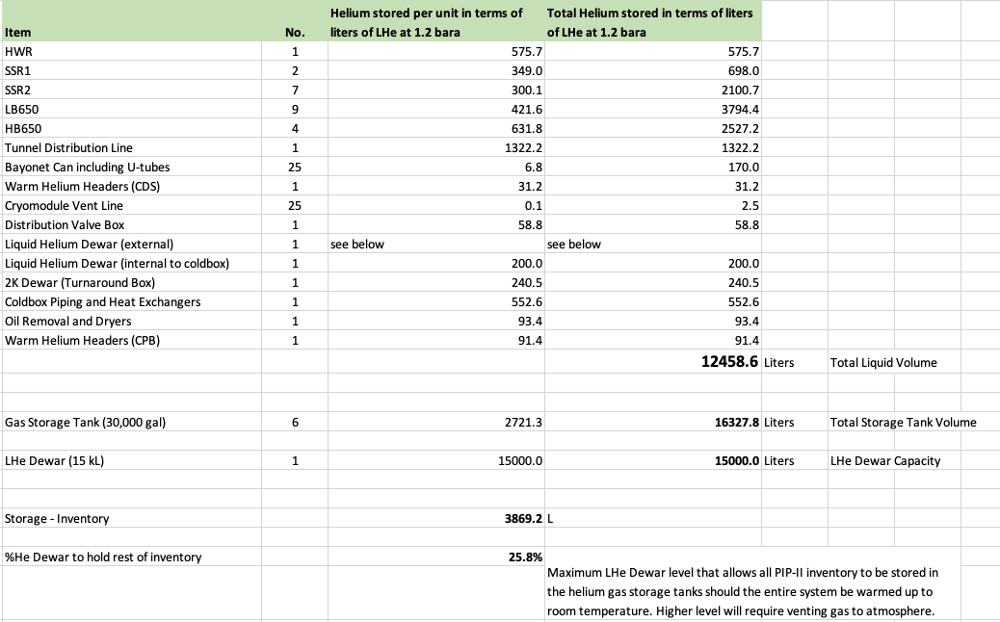 Helium stored per unit in terms of Total Helium stored in terms of liters
Item No. liters of LHe at 1.2 bara of LHe at 1.2 bara
HWR 1 575.7 575.7
SSR1 2 349.0 698.0
SSR2 7 300.1 2100.7
LB650 9 421.6 3794.4
HB650 4 631.8 2527.2
Tunnel Distribution Line 1 1322.2 1322.2
Bayonet Can including U-tubes 25 6.8 170.0
Warm Helium Headers (CDS) 1 31.2 31.2
Cryomodule Vent Line 25 0.1 2.5
Distribution Valve Box 1 58.8 58.8
Liquid Helium Dewar (external) 1 see below see below
Liquid Helium Dewar (internal to coldbox) 1 200.0 200.0
2K Dewar (Turnaround Box) 1 240.5 240.5
Coldbox Piping and Heat Exchangers 1 552.6 552.6
Oil Removal and Dryers 1 93.4 93.4
Warm Helium Headers (CPB) 1 91.4 91.4
12458.6 Liters Total Liquid Volume
Gas Storage Tank (30,000 gal) 6 2721.3 16327.8 Liters Total Storage Tank Volume
LHe Dewar (15 kL) 1 15000.0 15000.0 Liters LHe Dewar Capacity
Storage - Inventory 3869.2 L
%He Dewar to hold rest of inventory 25.8%
Maximum LHe Dewar level that allows all PIP-II inventory to be stored in
the helium gas storage tanks should the entire system be warmed up to
room temperature. Higher level will require venting gas to atmosphere.